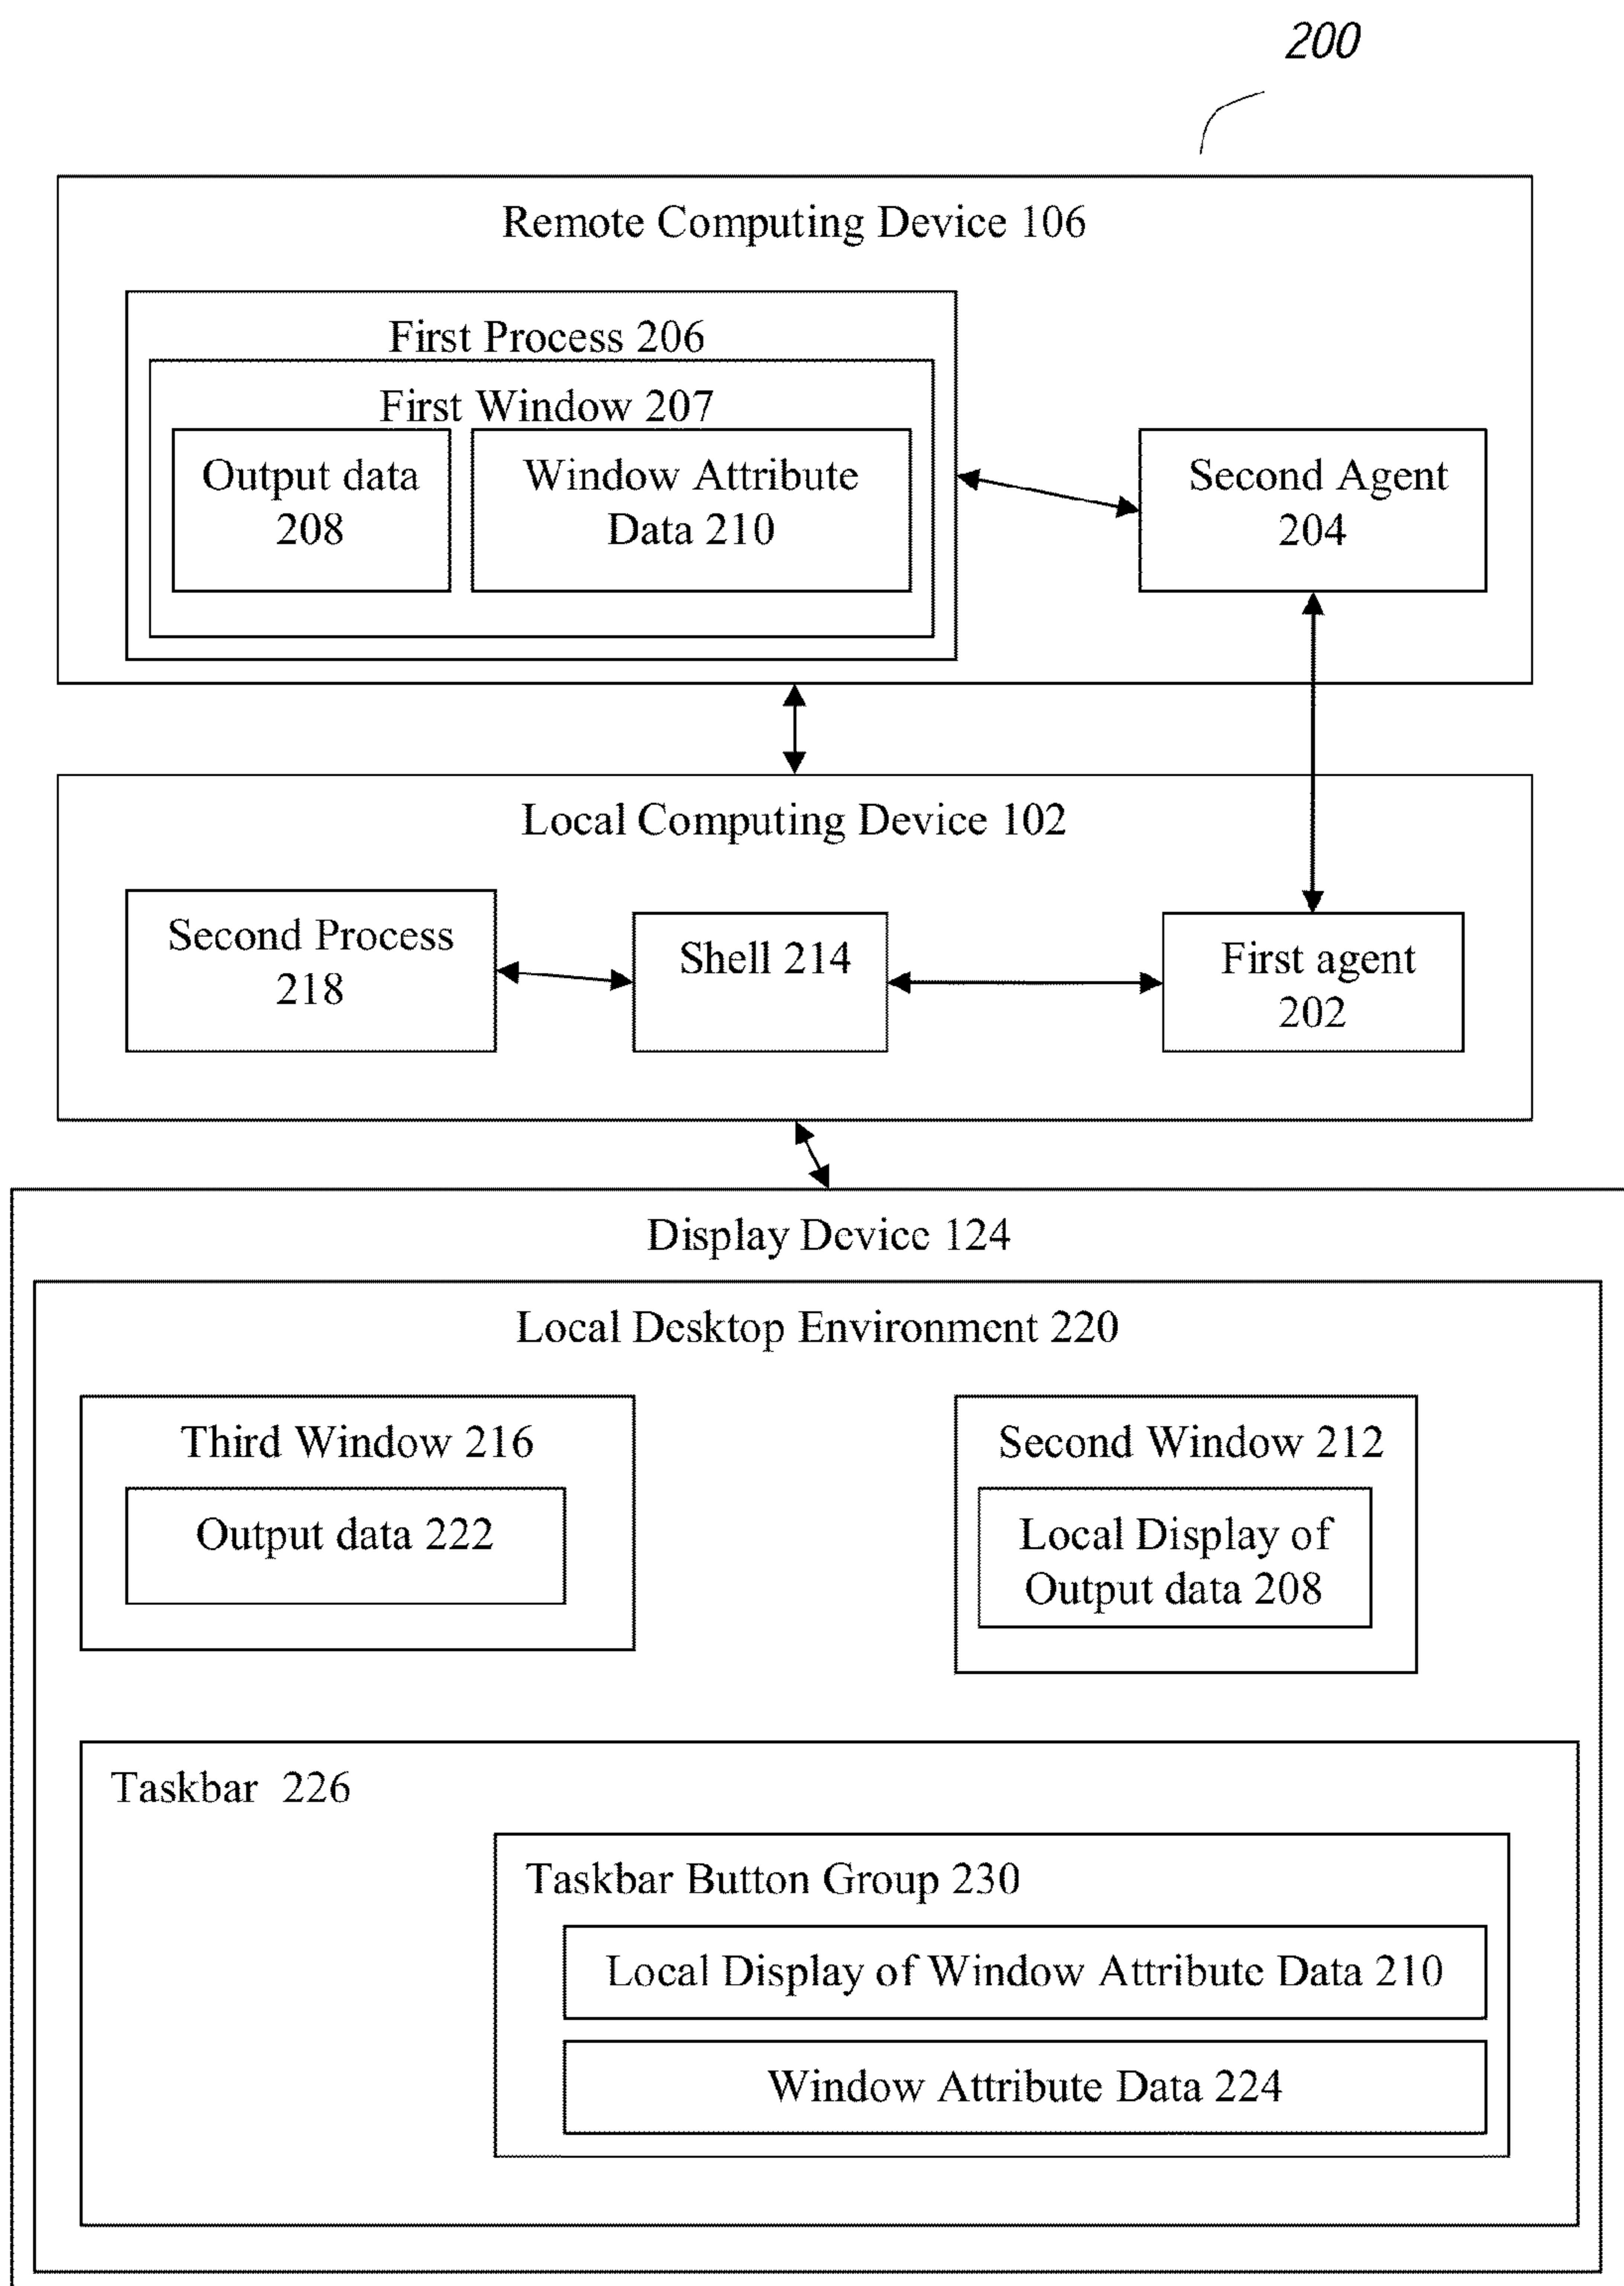 200
Remote Computing Device 106
First Process 206
First Window 207
Output data
208
Window Attribute
Data 210
Second Agent
204
Local Computing Device 102
Second Process
218
Shell 214
First agent
202
Display Device 124
Local Desktop Environment 220
Third Window 216
Output data 222
Second Window 212
Local Display of
Output data 208
Taskbar 226
Taskbar Button Group 230
Local Display of Window Attribute Data 210
Window Attribute Data 224